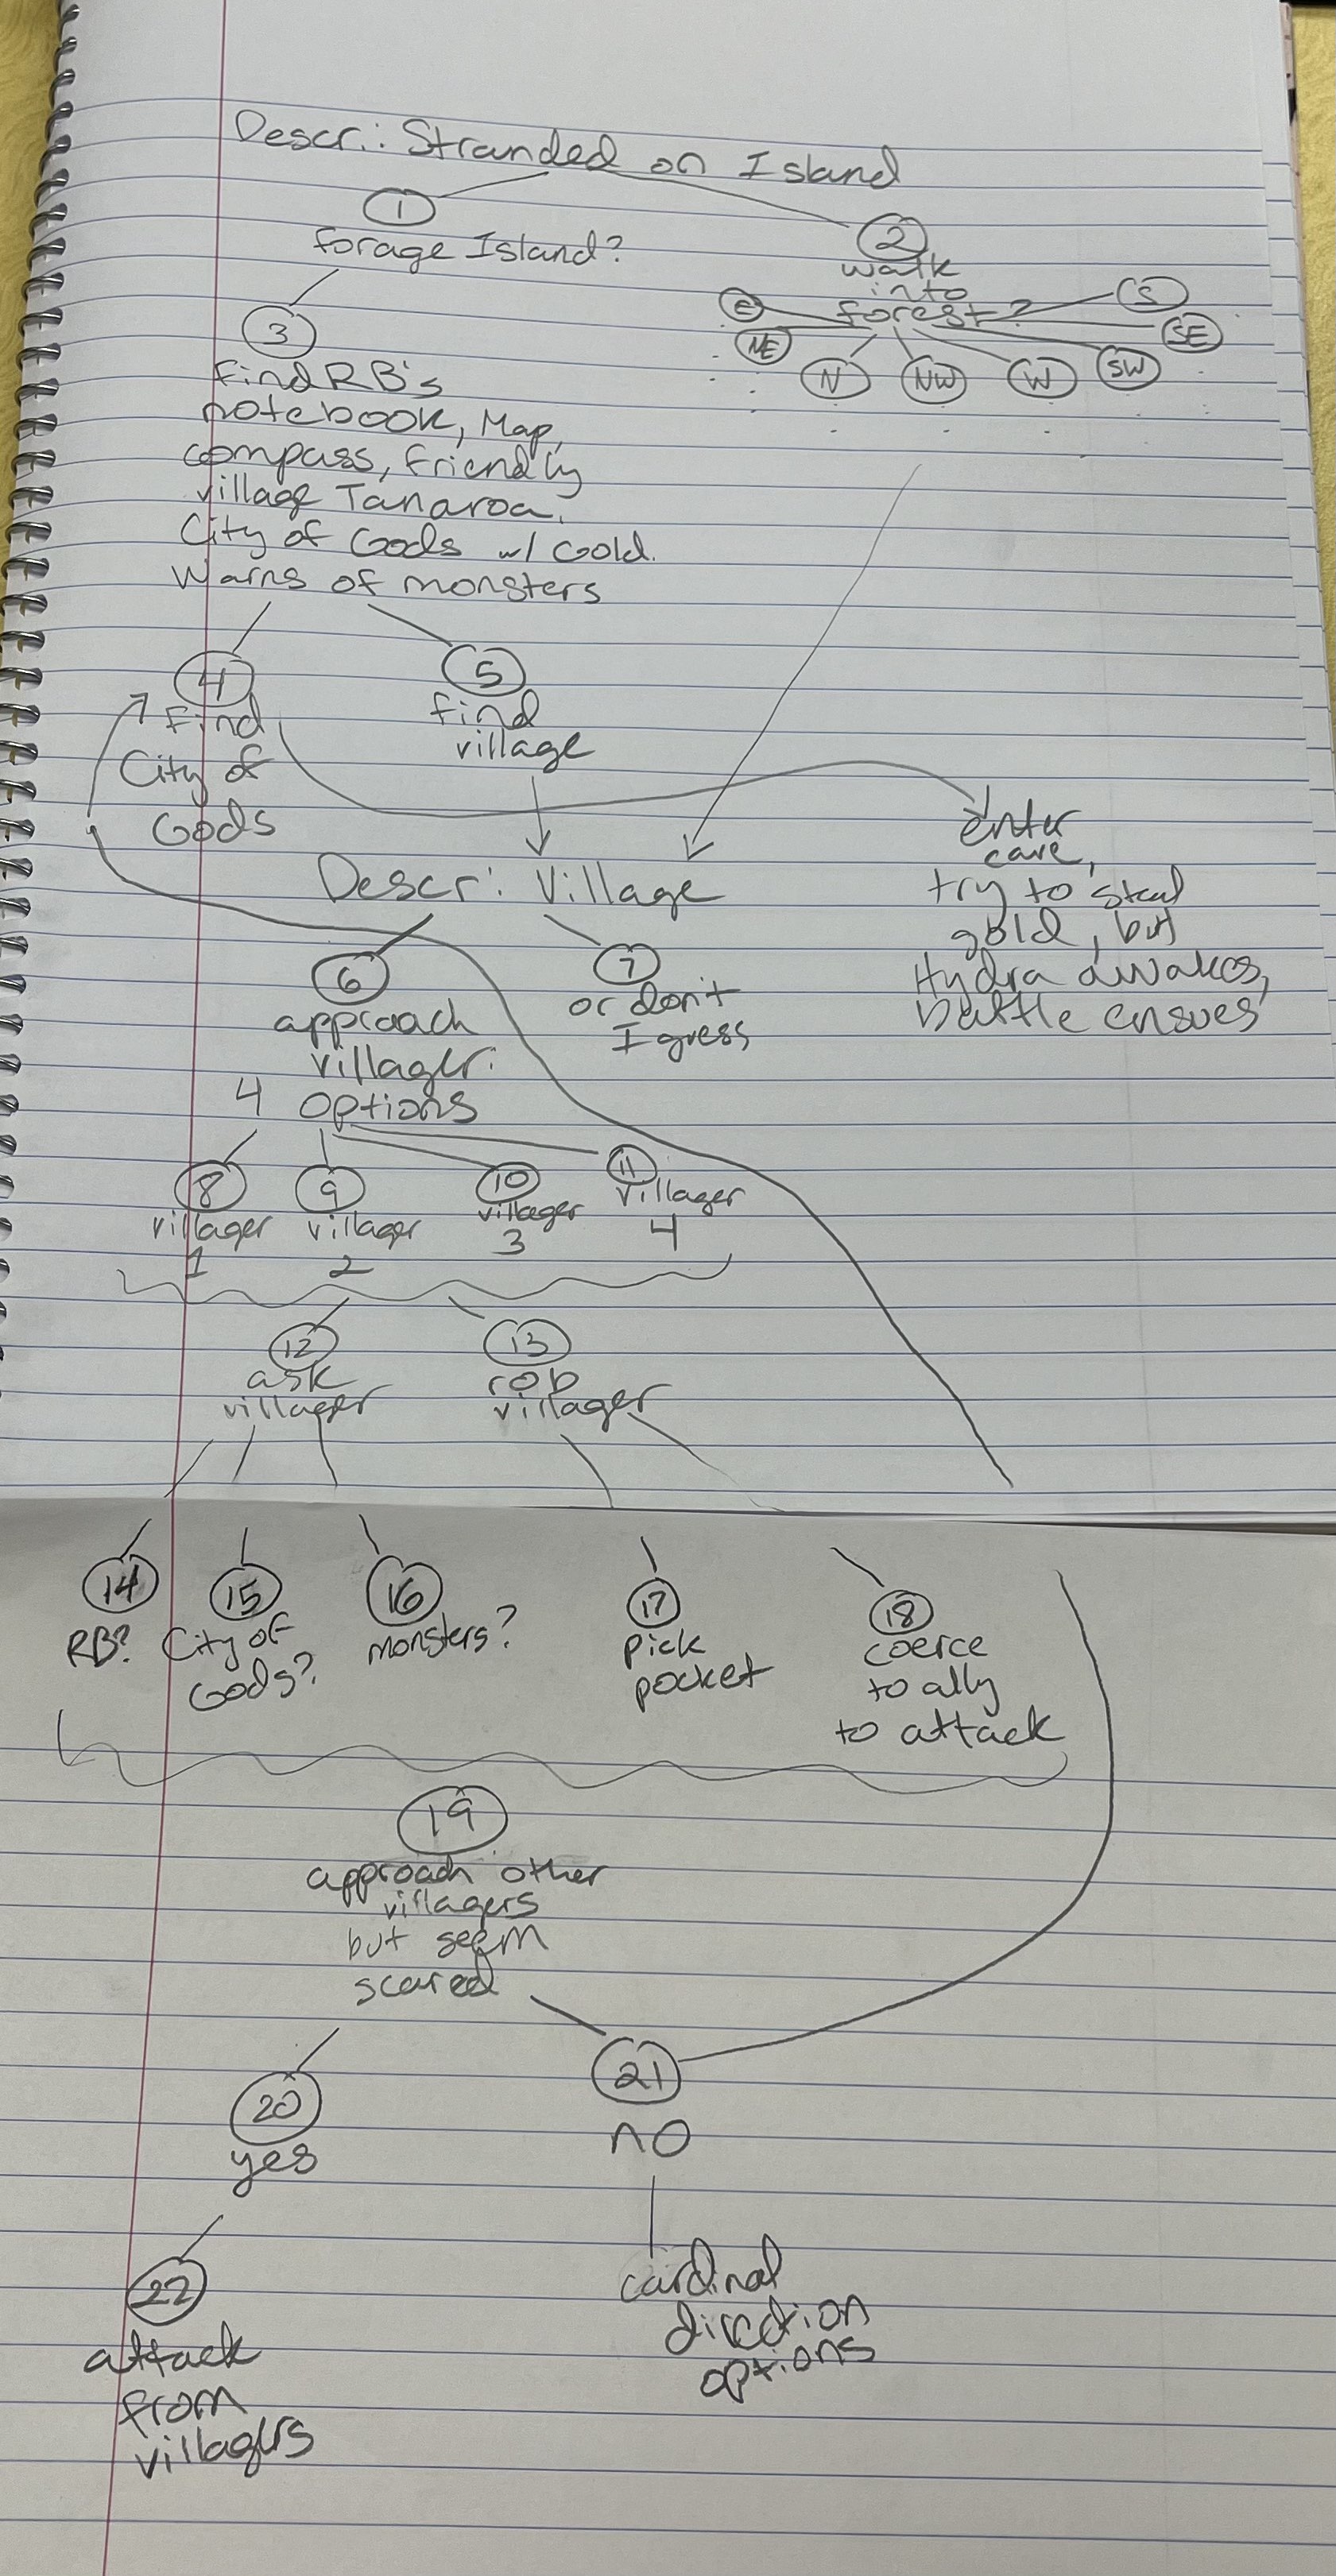 Descr.: Stranded on Island
1
forage Island?
2
walk
into
forest?
E
S
NE
SE
N
NW
W
SW
3
find RB's
notebook, Map,
compass, friendly
village Tanaroa.
City of Gods w/ Gold.
Warns of monsters
4
find
City of
Gods
5
find
village
enter
cave,
try to steal
gold, but
Hydra awakes,
battle ensues
Descr: Village
6
approach
villager:
4 options
7
or don't
I guess
8
villager
1
9
villager
2
10
villager
3
11
villager
4
12
ask
villager
13
rob
villager
14
RB?
15
City of
Gods?
16
monsters?
17
pick
pocket
18
coerce
to ally
to attack
19
approach other
villagers
but seem
scared
20
yes
21
no
22
attack
from
villagers
cardinal
direction
options